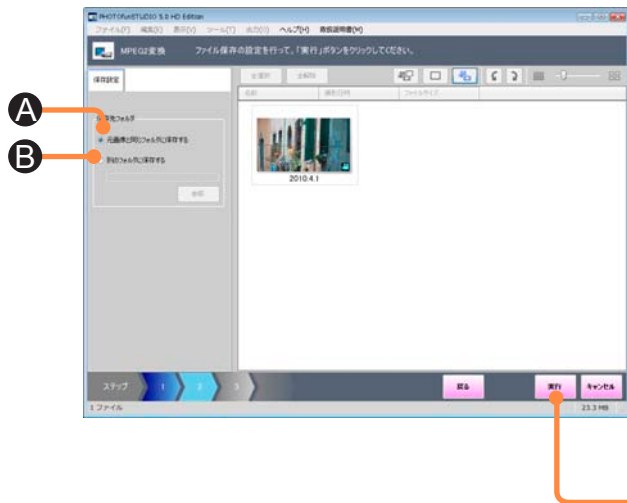 PHOTOfunSTUDIO 5.0 HD Edition
ファイル(F) 編集(E) 表示(V) ツール(T) 出力(O) ヘルプ(H) 取扱説明書(M)
MPEG2変換 ファイル保存の設定を行って、「実行」ボタンをクリックしてください。
保存設定
全選択 全解除
名前 撮影日時 ファイルサイズ
A
保存先フォルダ
元画像と同じフォルダに保存する
B
別のフォルダに保存する
参照
2010.4.1
ステップ 1 2 3 戻る 実行 キャンセル
1 ファイル 23.3 MB